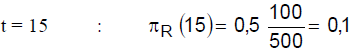 t = 15 : π_R (15) = 0,5 100/500 = 0,1